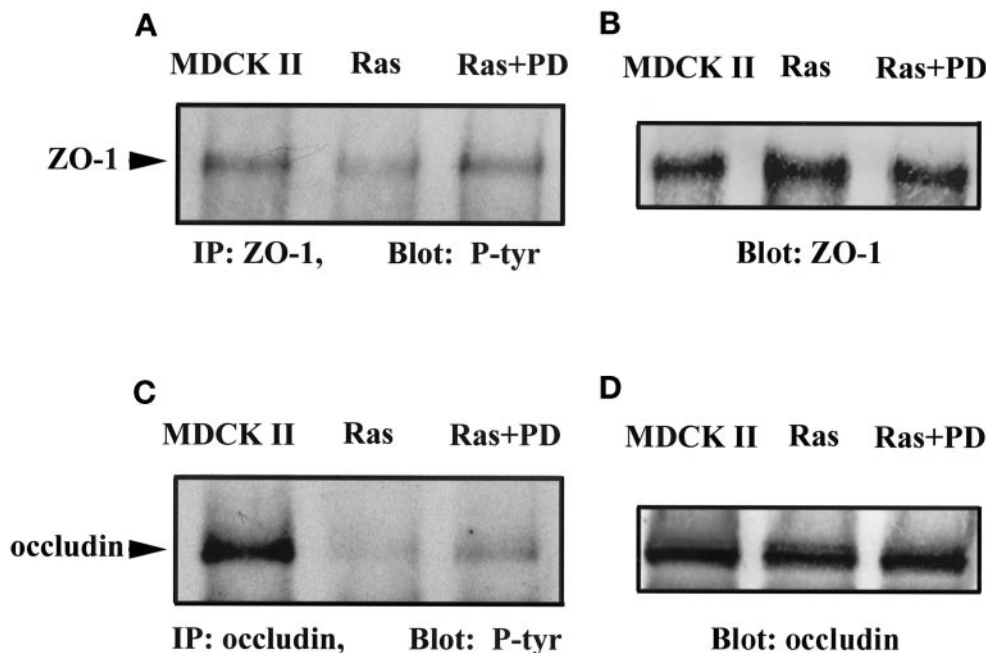 A
MDCK II Ras Ras+PD
ZO-1
IP: ZO-1, Blot: P-tyr
B
MDCK II Ras Ras+PD
Blot: ZO-1
C
MDCK II Ras Ras+PD
occludin
IP: occludin, Blot: P-tyr
D
MDCK II Ras Ras+PD
Blot: occludin